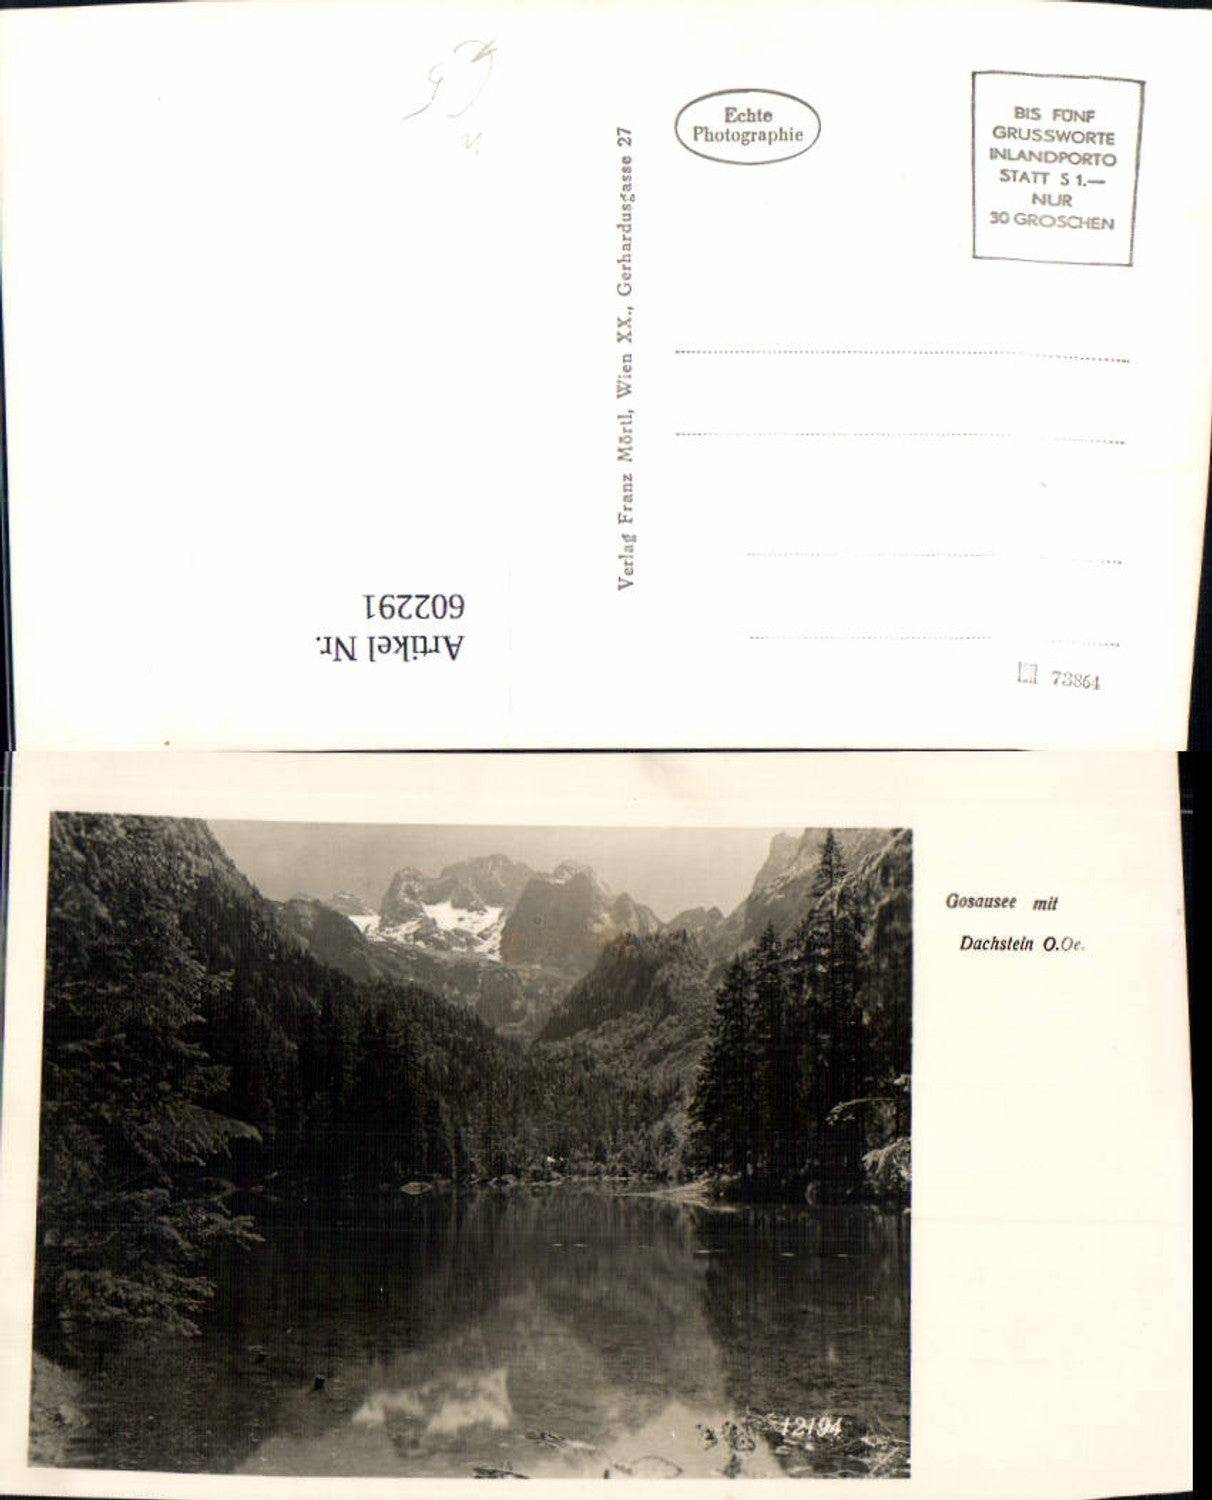 Echte
Photographie
BIS FÜNF
GRUSSWORTE
INLANDPORTO
STATT S 1.—
NUR
30 GROSCHEN
Verlag Franz Mörtl, Wien XX., Gerhardusgasse 27
Artikel Nr.
602291
73864
Gosausee mit
Dachstein O.Oe.
12194